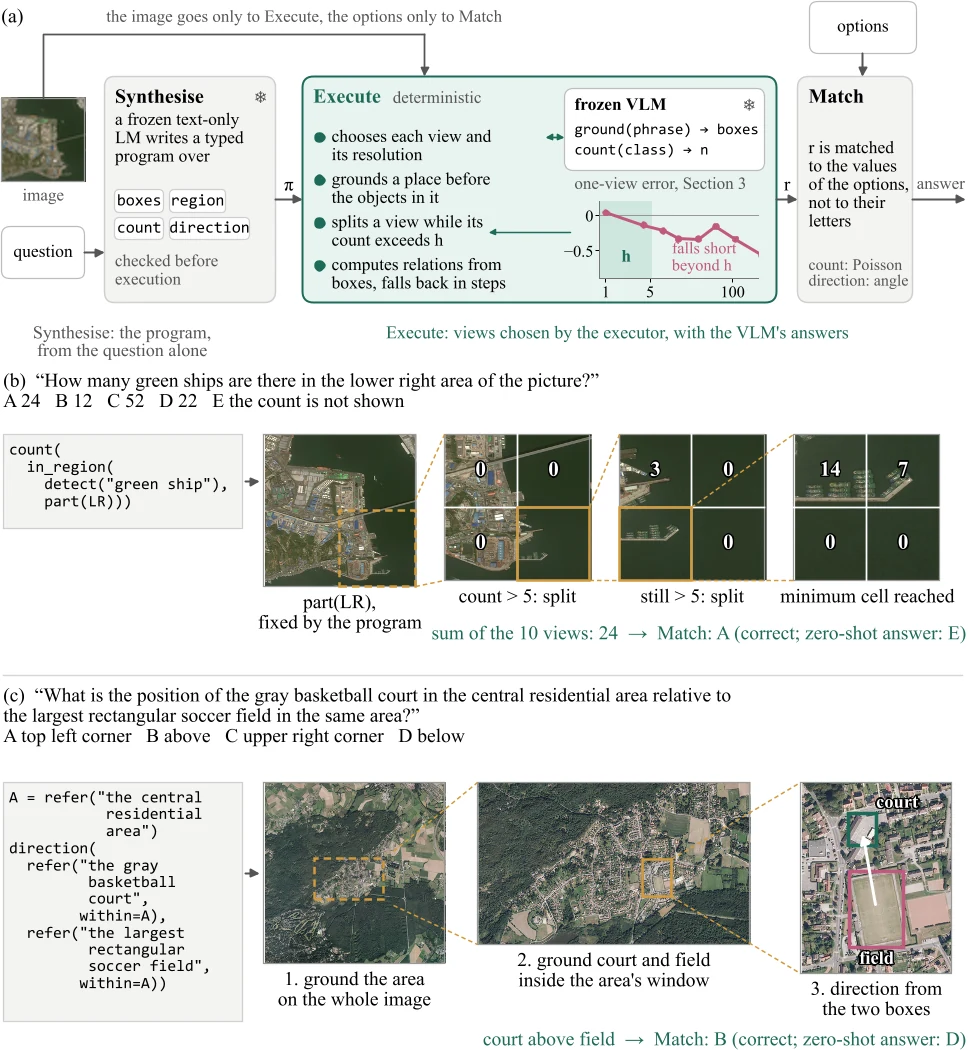 (a)
the image goes only to Execute, the options only to Match
options
Synthesise
a frozen text-only
LM writes a typed
program over
boxes region
count direction
checked before
execution
image
question
π
Execute deterministic
chooses each view and
its resolution
grounds a place before
the objects in it
splits a view while its
count exceeds h
computes relations from
boxes, falls back in steps
frozen VLM
ground(phrase) → boxes
count(class) → n
one-view error, Section 3
0
−0.5
h
falls short
beyond h
1 5 100
r
Match
r is matched
to the values
of the options,
not to their
letters
count: Poisson
direction: angle
answer
Synthesise: the program,
from the question alone
Execute: views chosen by the executor, with the VLM's answers
(b) “How many green ships are there in the lower right area of the picture?”
A 24 B 12 C 52 D 22 E the count is not shown
count(
in_region(
detect("green ship"),
part(LR)))
part(LR),
fixed by the program
0 0
0
count > 5: split
3 0
0
still > 5: split
14 7
0 0
minimum cell reached
sum of the 10 views: 24 → Match: A (correct; zero-shot answer: E)
(c) “What is the position of the gray basketball court in the central residential area relative to
the largest rectangular soccer field in the same area?”
A top left corner B above C upper right corner D below
A = refer("the central
residential
area")
direction(
refer("the gray
basketball
court",
within=A),
refer("the largest
rectangular
soccer field",
within=A))
1. ground the area
on the whole image
2. ground court and field
inside the area's window
court
field
3. direction from
the two boxes
court above field → Match: B (correct; zero-shot answer: D)